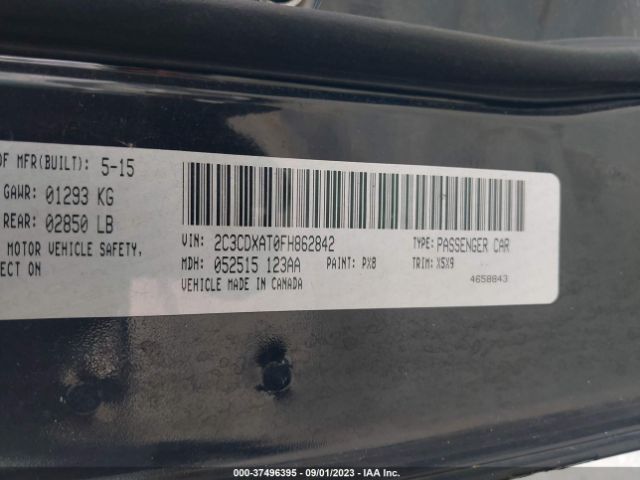 OF MFR(BUILT): 5-15
GAWR: 01293 KG
REAR: 02850 LB
MOTOR VEHICLE SAFETY,
ECT ON
VIN: 2C3CDXAT0FH862842
TYPE: PASSENGER CAR
MDH: 052515 123AA
PAINT: PX8
TRIM: X5X9
VEHICLE MADE IN CANADA
4658843
000-37496395 - 09/01/2023 - IAA Inc.